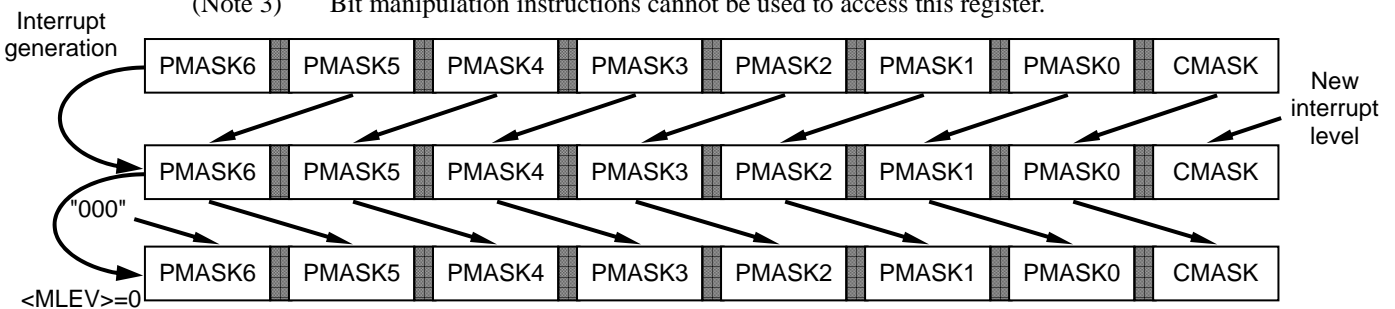 (Note 3) Bit manipulation instructions cannot be used to access this register.
Interrupt
generation
PMASK6 PMASK5 PMASK4 PMASK3 PMASK2 PMASK1 PMASK0 CMASK
New
interrupt
level
PMASK6 PMASK5 PMASK4 PMASK3 PMASK2 PMASK1 PMASK0 CMASK
"000"
PMASK6 PMASK5 PMASK4 PMASK3 PMASK2 PMASK1 PMASK0 CMASK
<MLEV>=0